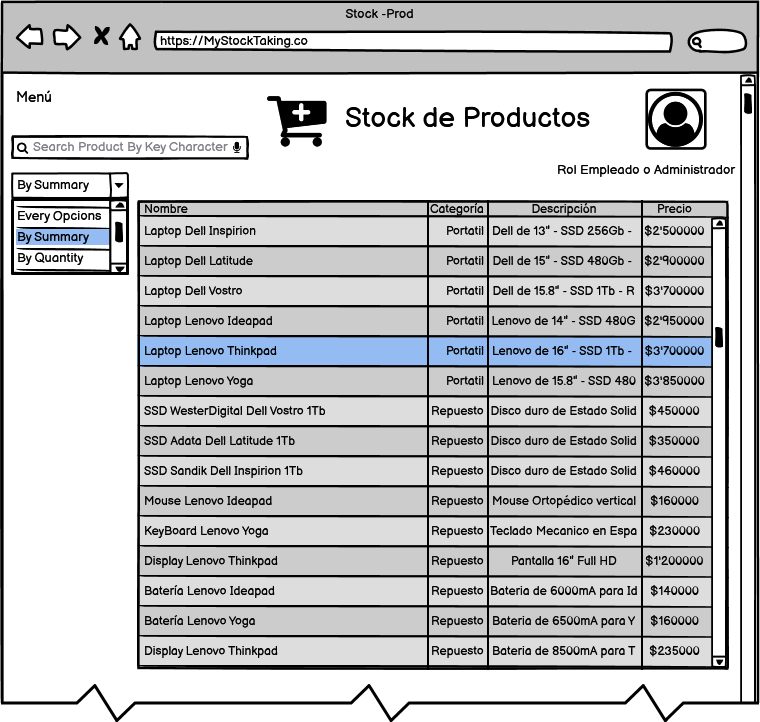 Stock -Prod
https://MyStockTaking.co
Menú
Stock de Productos
Search Product By Key Character
Rol Empleado o Administrador
By Summary
Every Opcions
By Summary
By Quantity
Nombre Categoría Descripción Precio
Laptop Dell Inspirion Portatil Dell de 13" - SSD 256Gb - $2'500000
Laptop Dell Latitude Portatil Dell de 15" - SSD 480Gb - $2'900000
Laptop Dell Vostro Portatil Dell de 15.8" - SSD 1Tb - R $3'700000
Laptop Lenovo Ideapad Portatil Lenovo de 14" - SSD 480G $2'950000
Laptop Lenovo Thinkpad Portatil Lenovo de 16" - SSD 1Tb - $3'700000
Laptop Lenovo Yoga Portatil Lenovo de 15.8" - SSD 480 $3'850000
SSD WesterDigital Dell Vostro 1Tb Repuesto Disco duro de Estado Solid $450000
SSD Adata Dell Latitude 1Tb Repuesto Disco duro de Estado Solid $350000
SSD Sandik Dell Inspirion 1Tb Repuesto Disco duro de Estado Solid $460000
Mouse Lenovo Ideapad Repuesto Mouse Ortopédico vertical $160000
KeyBoard Lenovo Yoga Repuesto Teclado Mecanico en Espa $230000
Display Lenovo Thinkpad Repuesto Pantalla 16" Full HD $1'200000
Batería Lenovo Ideapad Repuesto Bateria de 6000mA para Id $140000
Batería Lenovo Yoga Repuesto Bateria de 6500mA para Y $160000
Display Lenovo Thinkpad Repuesto Bateria de 8500mA para T $235000